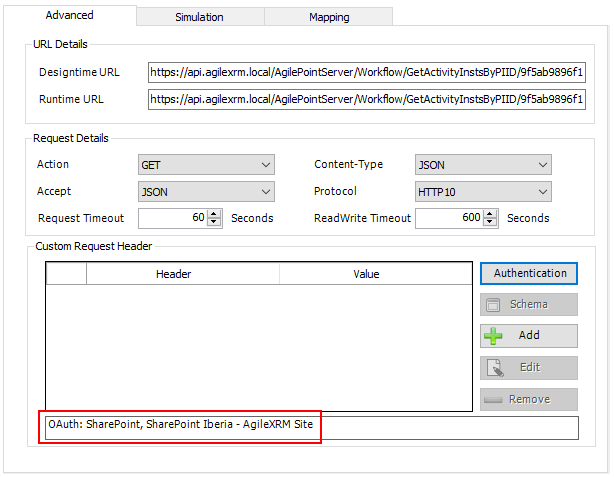 Advanced Simulation Mapping
URL Details
Designtime URL https://api.agilexrm.local/AgilePointServer/Workflow/GetActivityInstsByPIID/9f5ab9896f1
Runtime URL https://api.agilexrm.local/AgilePointServer/Workflow/GetActivityInstsByPIID/9f5ab9896f1
Request Details
Action GET Content-Type JSON
Accept JSON Protocol HTTP10
Request Timeout 60 Seconds ReadWrite Timeout 600 Seconds
Custom Request Header
Header Value
Authentication
Schema
Add
Edit
Remove
OAuth: SharePoint, SharePoint Iberia - AgileXRM Site